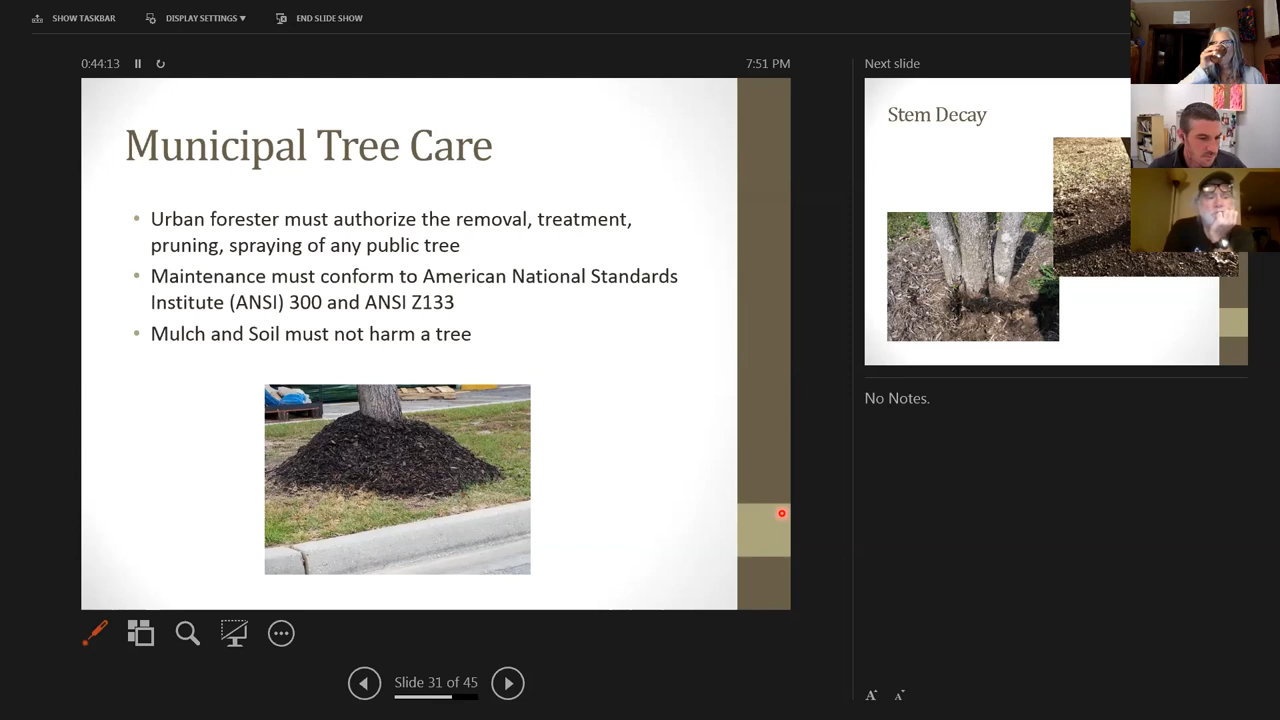 SHOW TASKBAR
DISPLAY SETTINGS ▾
END SLIDE SHOW
0:44:13
7:51 PM
Municipal Tree Care
• Urban forester must authorize the removal, treatment,
pruning, spraying of any public tree
• Maintenance must conform to American National Standards
Institute (ANSI) 300 and ANSI Z133
• Mulch and Soil must not harm a tree
Slide 31 of 45
Next slide
Stem Decay
No Notes.
A A